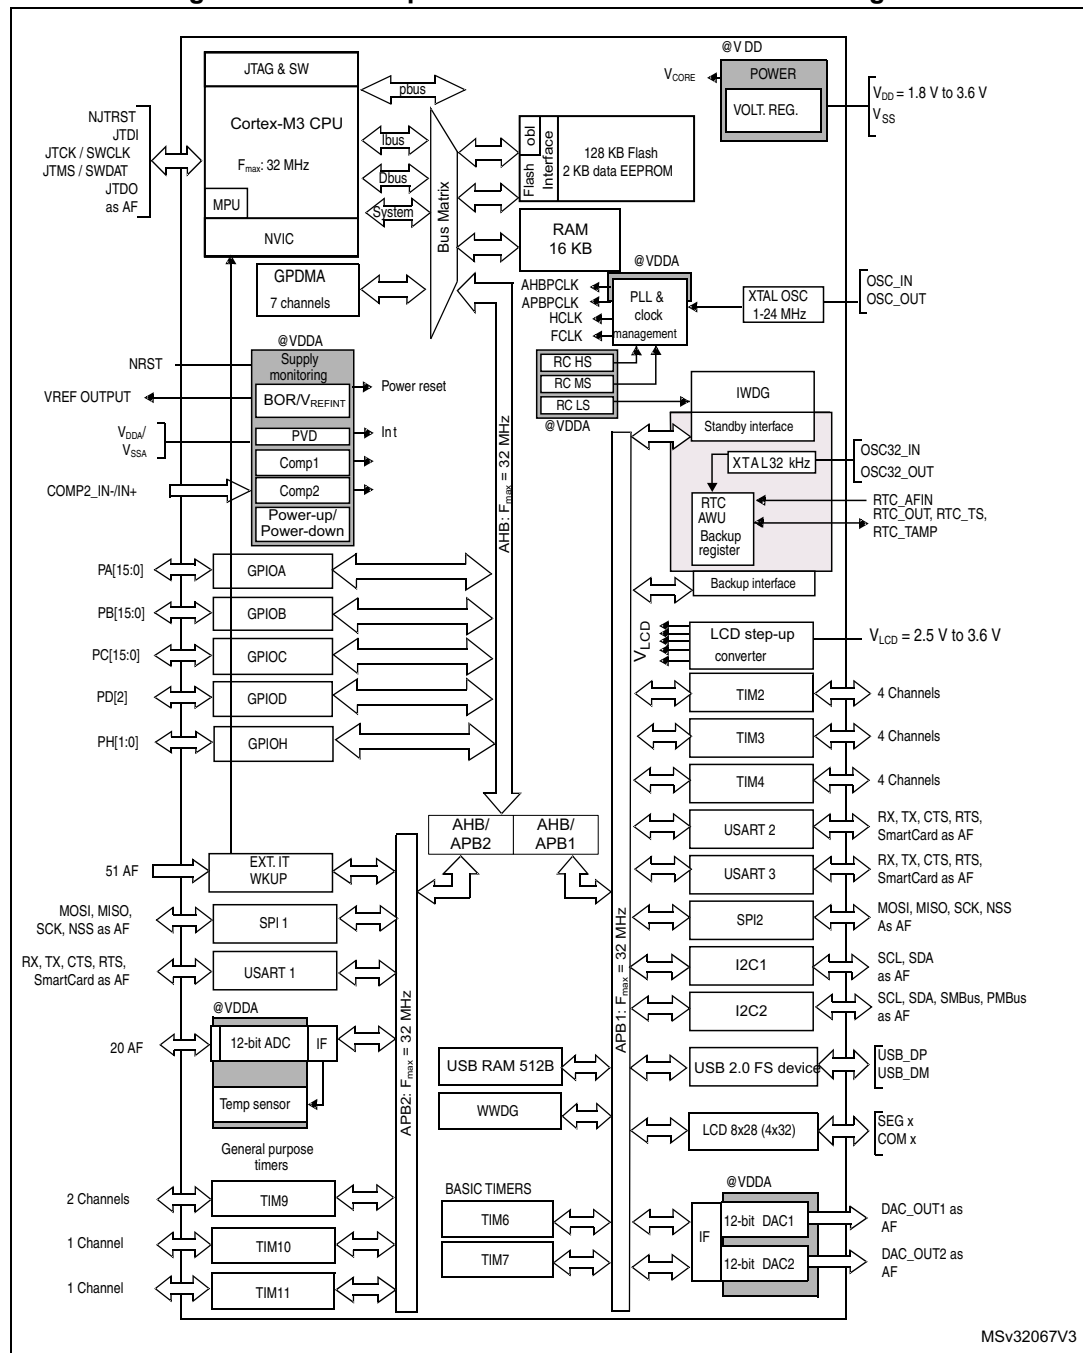 JTAG & SW
pbus
Cortex-M3 CPU
Fmax: 32 MHz
Ibus
Dbus
System
MPU
NVIC
NJTRST
JTDI
JTCK / SWCLK
JTMS / SWDAT
JTDO
as AF
Bus Matrix
GPDMA
7 channels
obl
Flash
Interface
128 KB Flash
2 KB data EEPROM
RAM
16 KB
@V DD
VCORE
POWER
VOLT. REG.
VDD = 1.8 V to 3.6 V
VSS
@VDDA
AHBPCLK
APBPCLK
HCLK
FCLK
PLL &
clock
management
XTAL OSC
1-24 MHz
OSC_IN
OSC_OUT
RC HS
RC MS
RC LS
@VDDA
IWDG
Standby interface
XTAL32 kHz
OSC32_IN
OSC32_OUT
RTC
AWU
Backup
register
RTC_AFIN
RTC_OUT, RTC_TS,
RTC_TAMP
Backup interface
@VDDA
Supply
monitoring
NRST
VREF OUTPUT
BOR/VREFINT
Power reset
VDDA/
VSSA
PVD
Int
Comp1
COMP2_IN-/IN+
Comp2
Power-up/
Power-down
AHB: Fmax = 32 MHz
PA[15:0]
GPIOA
PB[15:0]
GPIOB
PC[15:0]
GPIOC
PD[2]
GPIOD
PH[1:0]
GPIOH
VLCD
LCD step-up
converter
VLCD = 2.5 V to 3.6 V
TIM2
4 Channels
TIM3
4 Channels
TIM4
4 Channels
AHB/
APB2
AHB/
APB1
USART 2
RX, TX, CTS, RTS,
SmartCard as AF
USART 3
RX, TX, CTS, RTS,
SmartCard as AF
SPI2
MOSI, MISO, SCK, NSS
As AF
I2C1
SCL, SDA
as AF
I2C2
SCL, SDA, SMBus, PMBus
as AF
51 AF
EXT. IT
WKUP
MOSI, MISO,
SCK, NSS as AF
SPI 1
RX, TX, CTS, RTS,
SmartCard as AF
USART 1
@VDDA
20 AF
12-bit ADC
IF
Temp sensor
APB2: Fmax = 32 MHz
APB1: Fmax = 32 MHz
USB RAM 512B
USB 2.0 FS device
USB_DP
USB_DM
WWDG
LCD 8x28 (4x32)
SEG x
COM x
General purpose
timers
2 Channels
TIM9
1 Channel
TIM10
1 Channel
TIM11
BASIC TIMERS
TIM6
TIM7
@VDDA
IF
12-bit DAC1
DAC_OUT1 as
AF
12-bit DAC2
DAC_OUT2 as
AF
MSv32067V3